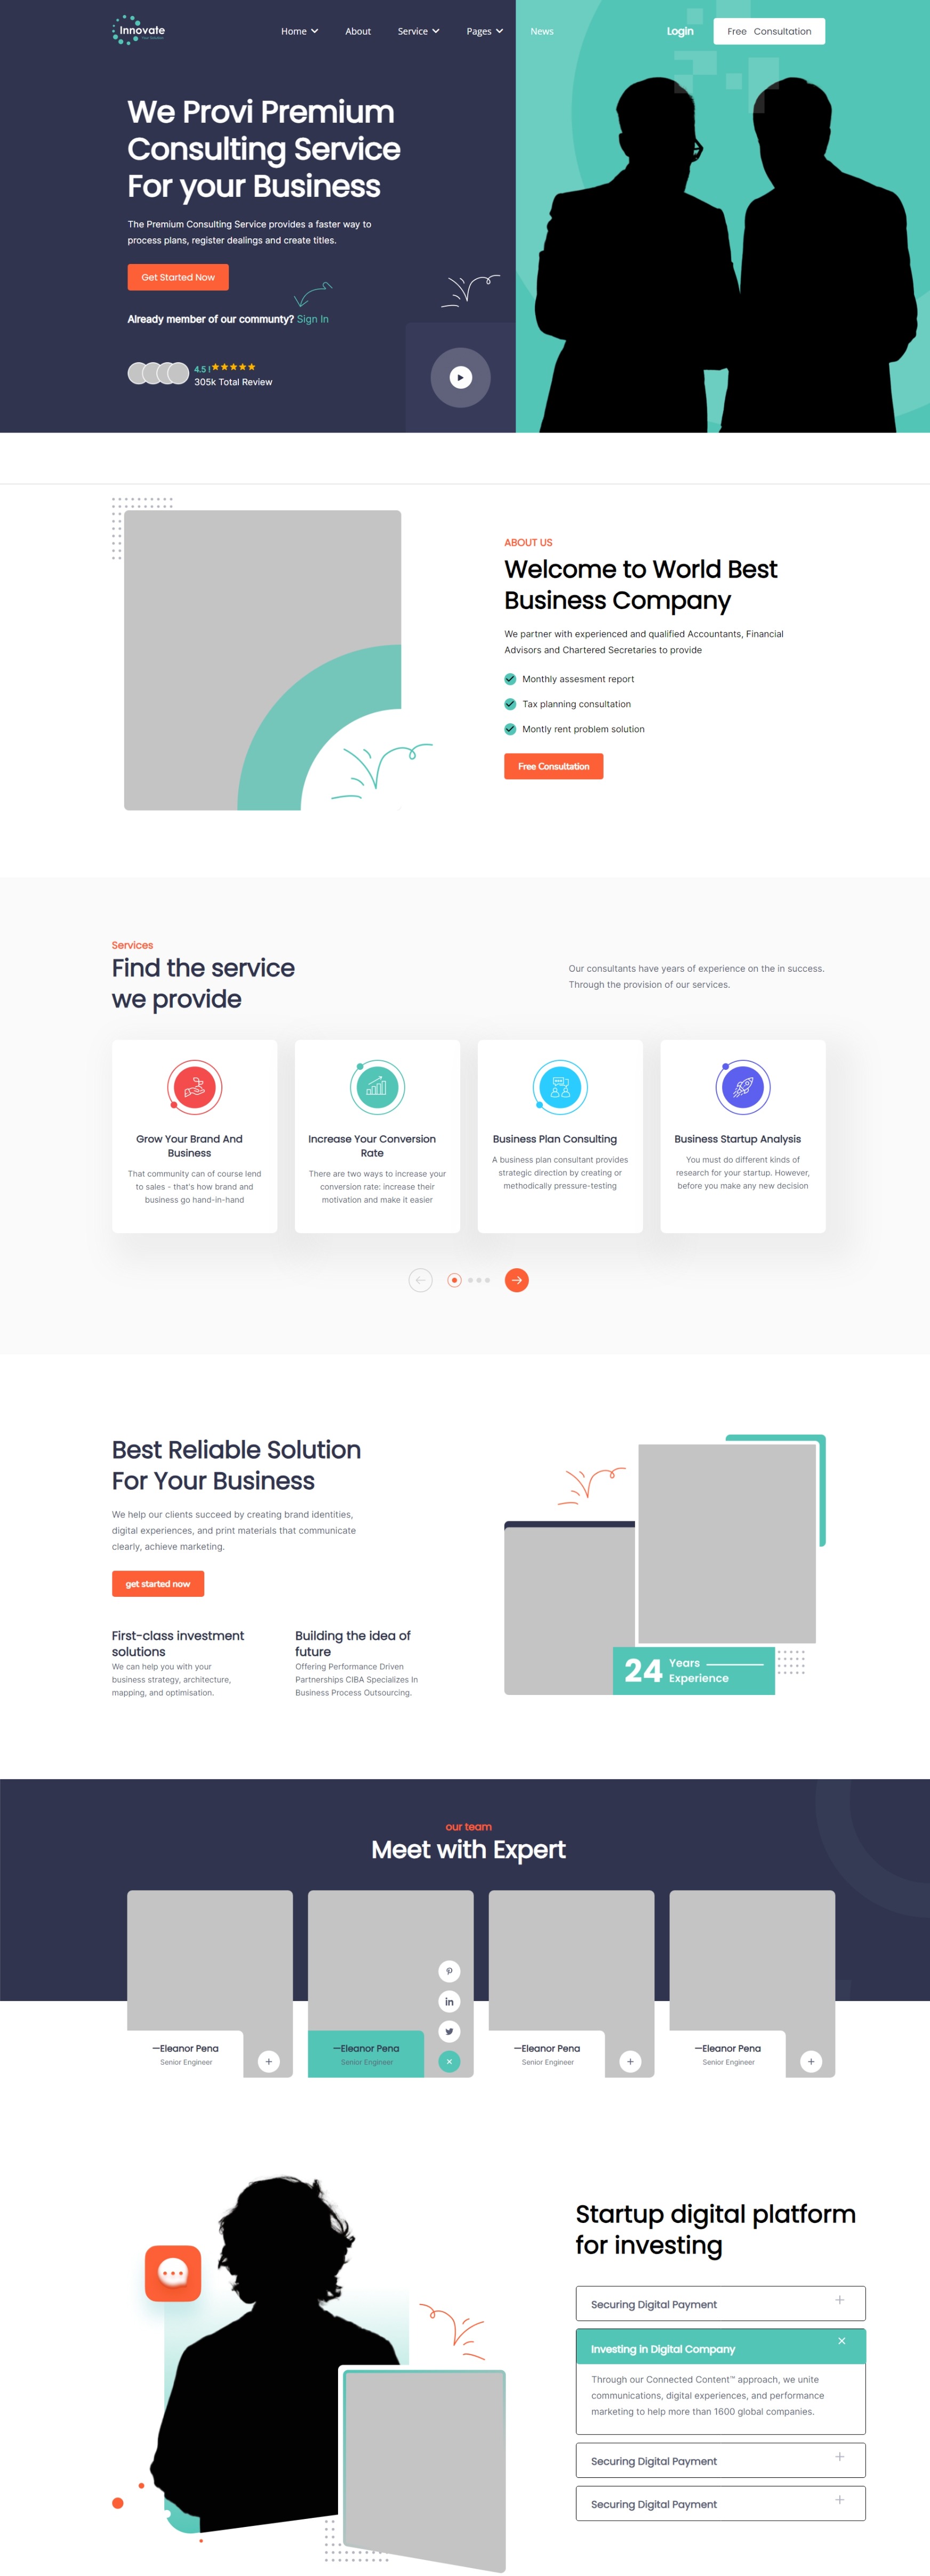 Innovate
Home
About
Service
Pages
News
Login
Free Consultation
We Provi Premium
Consulting Service
For your Business
The Premium Consulting Service provides a faster way to
process plans, register dealings and create titles.
Get Started Now
Already member of our communty? Sign In
4.5 !
305k Total Review
ABOUT US
Welcome to World Best
Business Company
We partner with experienced and qualified Accountants, Financial
Advisors and Chartered Secretaries to provide
Monthly assesment report
Tax planning consultation
Montly rent problem solution
Free Consultation
Services
Find the service
we provide
Our consultants have years of experience on the in success.
Through the provision of our services.
Grow Your Brand And
Business
That community can of course lend
to sales - that's how brand and
business go hand-in-hand
Increase Your Conversion
Rate
There are two ways to increase your
conversion rate: increase their
motivation and make it easier
Business Plan Consulting
A business plan consultant provides
strategic direction by creating or
methodically pressure-testing
Business Startup Analysis
You must do different kinds of
research for your startup. However,
before you make any new decision
Best Reliable Solution
For Your Business
We help our clients succeed by creating brand identities,
digital experiences, and print materials that communicate
clearly, achieve marketing.
get started now
First-class investment
solutions
We can help you with your
business strategy, architecture,
mapping, and optimisation.
Building the idea of
future
Offering Performance Driven
Partnerships CIBA Specializes In
Business Process Outsourcing.
24 Years
Experience
our team
Meet with Expert
—Eleanor Pena
Senior Engineer
—Eleanor Pena
Senior Engineer
—Eleanor Pena
Senior Engineer
—Eleanor Pena
Senior Engineer
Startup digital platform
for investing
Securing Digital Payment
Investing in Digital Company
Through our Connected Content™ approach, we unite
communications, digital experiences, and performance
marketing to help more than 1600 global companies.
Securing Digital Payment
Securing Digital Payment